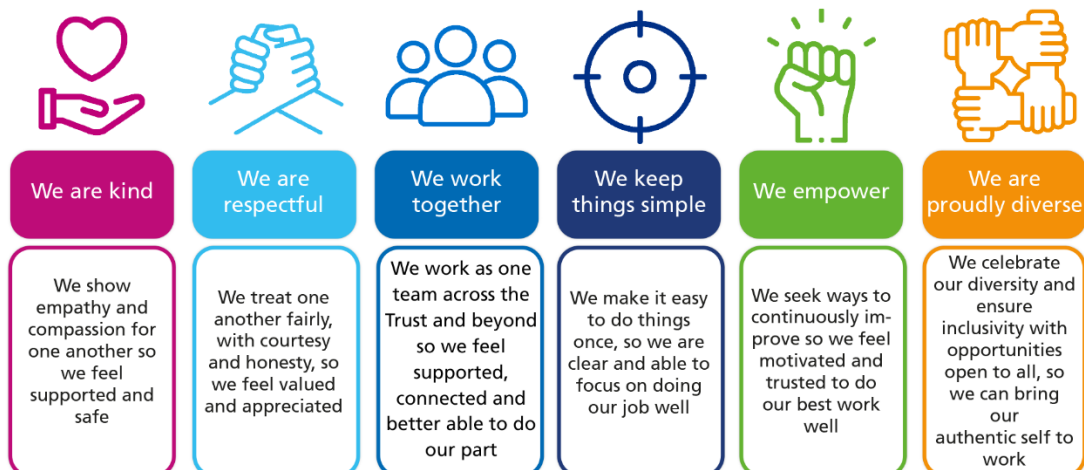 We are kind
We are
respectful
We work
together
We keep
things simple
We empower
We are
proudly diverse
We show
empathy and
compassion for
one another so
we feel
supported and
safe
We treat one
another fairly,
with courtesy
and honesty, so
we feel valued
and appreciated
We work as one
team across the
Trust and beyond
so we feel
supported,
connected and
better able to do
our part
We make it easy
to do things
once, so we are
clear and able to
focus on doing
our job well
We seek ways to
continuously im-
prove so we feel
motivated and
trusted to do
our best work
well
We celebrate
our diversity and
ensure
inclusivity with
opportunities
open to all, so
we can bring
our
authentic self to
work